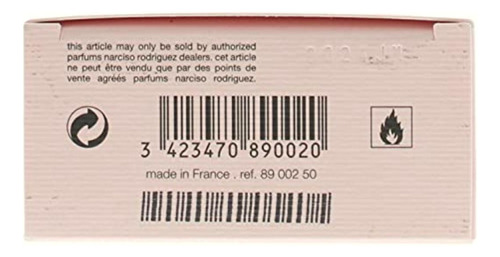 this article may only be sold by authorized
parfums narciso rodriguez dealers. cet article
ne peut être vendu que par des points de
vente agréés parfums narciso rodriguez.
3 423470 890020
made in France . ref. 89 002 50